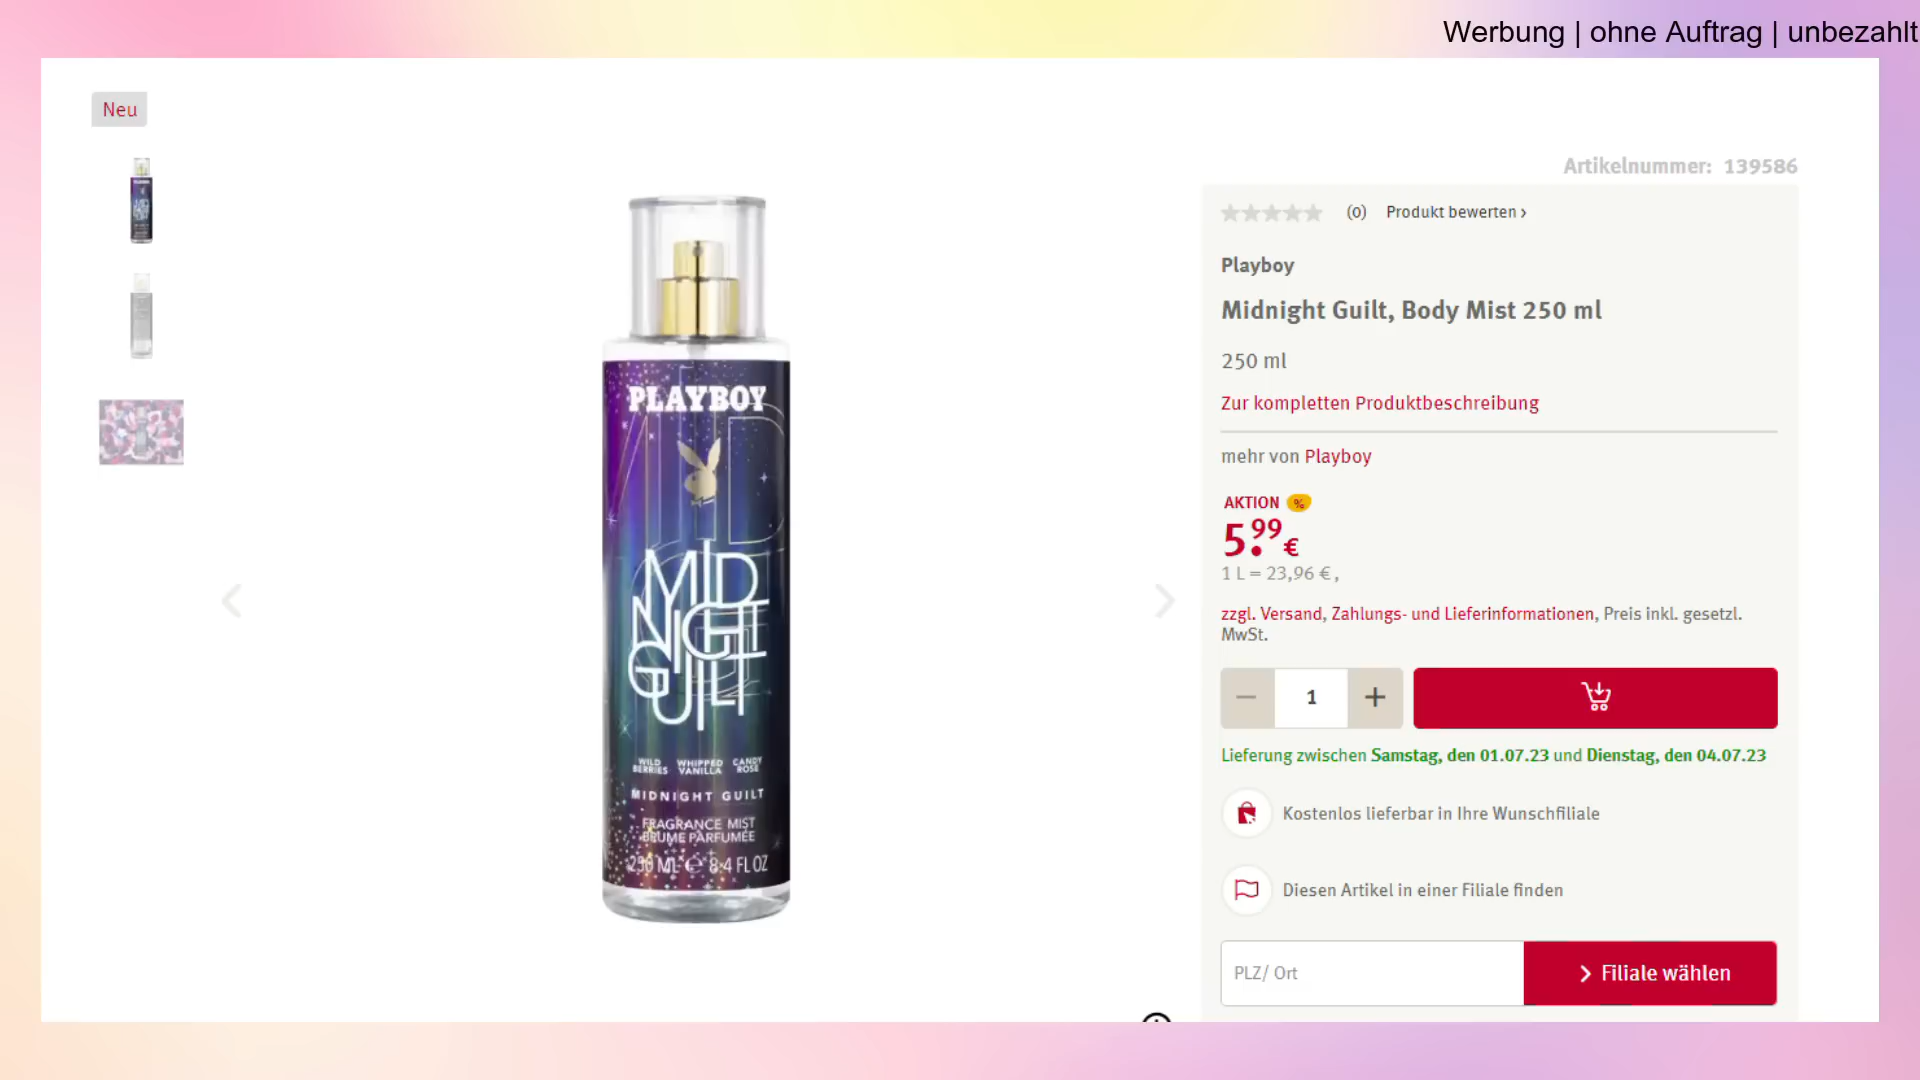 Werbung | ohne Auftrag | unbezahlt
Neu
Artikelnummer: 139586
(0) Produkt bewerten ›
Playboy
Midnight Guilt, Body Mist 250 ml
250 ml
Zur kompletten Produktbeschreibung
mehr von Playboy
AKTION %
5.99 €
1 L = 23,96 € ,
zzgl. Versand, Zahlungs- und Lieferinformationen, Preis inkl. gesetzl.
MwSt.
1
Lieferung zwischen Samstag, den 01.07.23 und Dienstag, den 04.07.23
Kostenlos lieferbar in Ihre Wunschfiliale
Diesen Artikel in einer Filiale finden
PLZ/ Ort
Filiale wählen
PLAYBOY
MID
NIGHT
GUILT
WILD BERRIES WHIPPED VANILLA CANDY ROSE
MIDNIGHT GUILT
FRAGRANCE MIST
BRUME PARFUMÉE
250 ML e 8.4 FL OZ